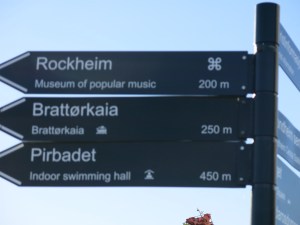 Rockheim
Museum of popular music 200 m
Brattørkaia
Brattørkaia 250 m
Pirbadet
Indoor swimming hall 450 m